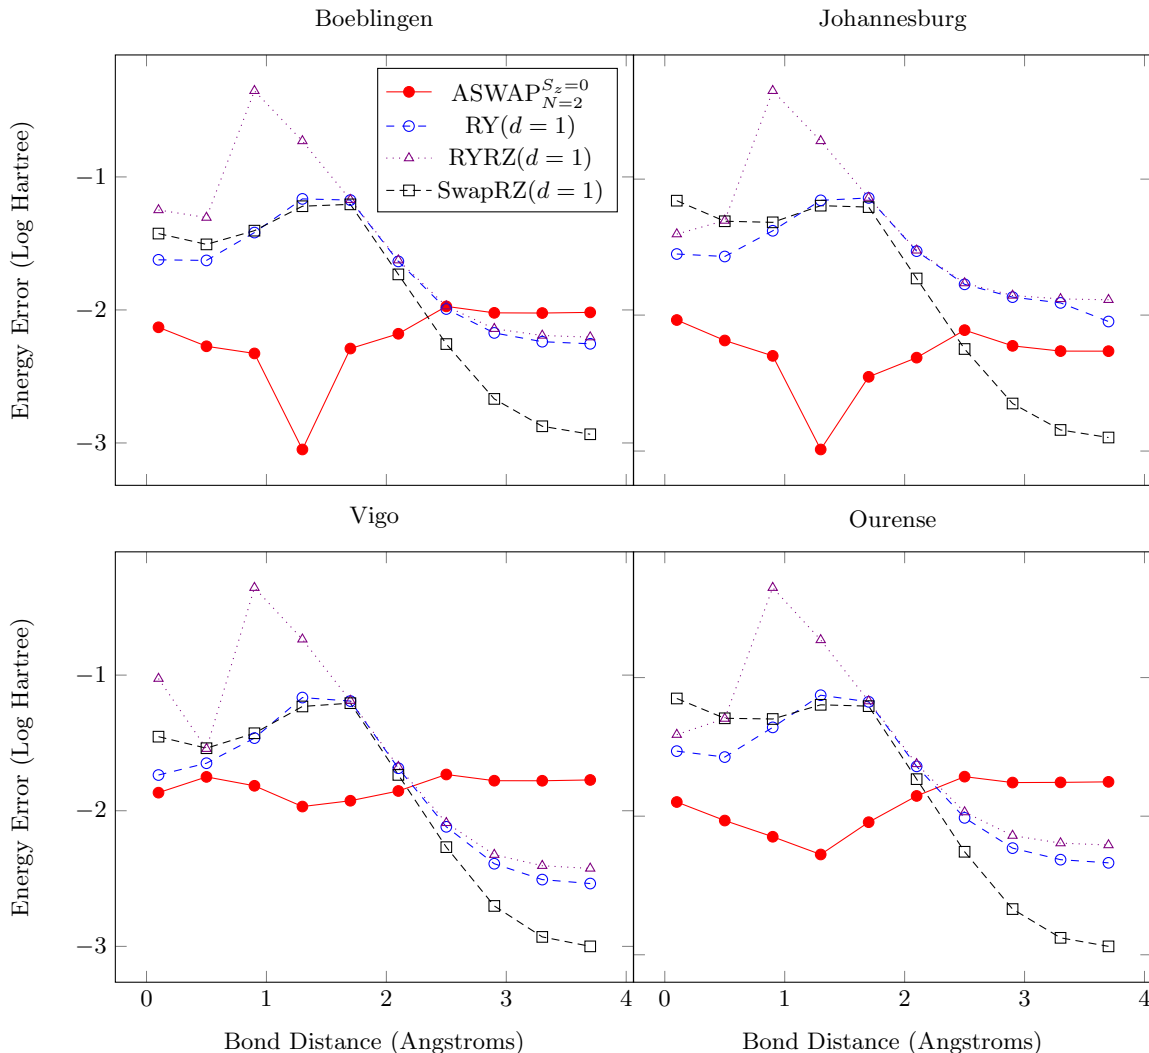 Boeblingen
Johannesburg
Energy Error (Log Hartree)
−1
−2
−3
ASWAP$_{N=2}^{S_z=0}$
RY(d = 1)
RYRZ(d = 1)
SwapRZ(d = 1)
Vigo
Ourense
Energy Error (Log Hartree)
−1
−2
−3
0 1 2 3 4
0 1 2 3 4
Bond Distance (Angstroms)
Bond Distance (Angstroms)